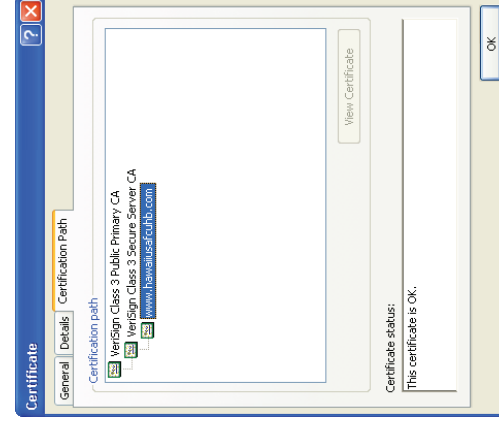 Certificate
General Details Certification Path
Certification path
VeriSign Class 3 Public Primary CA
VeriSign Class 3 Secure Server CA
www.hawaiiusafcuhb.com
View Certificate
Certificate status:
This certificate is OK.
OK